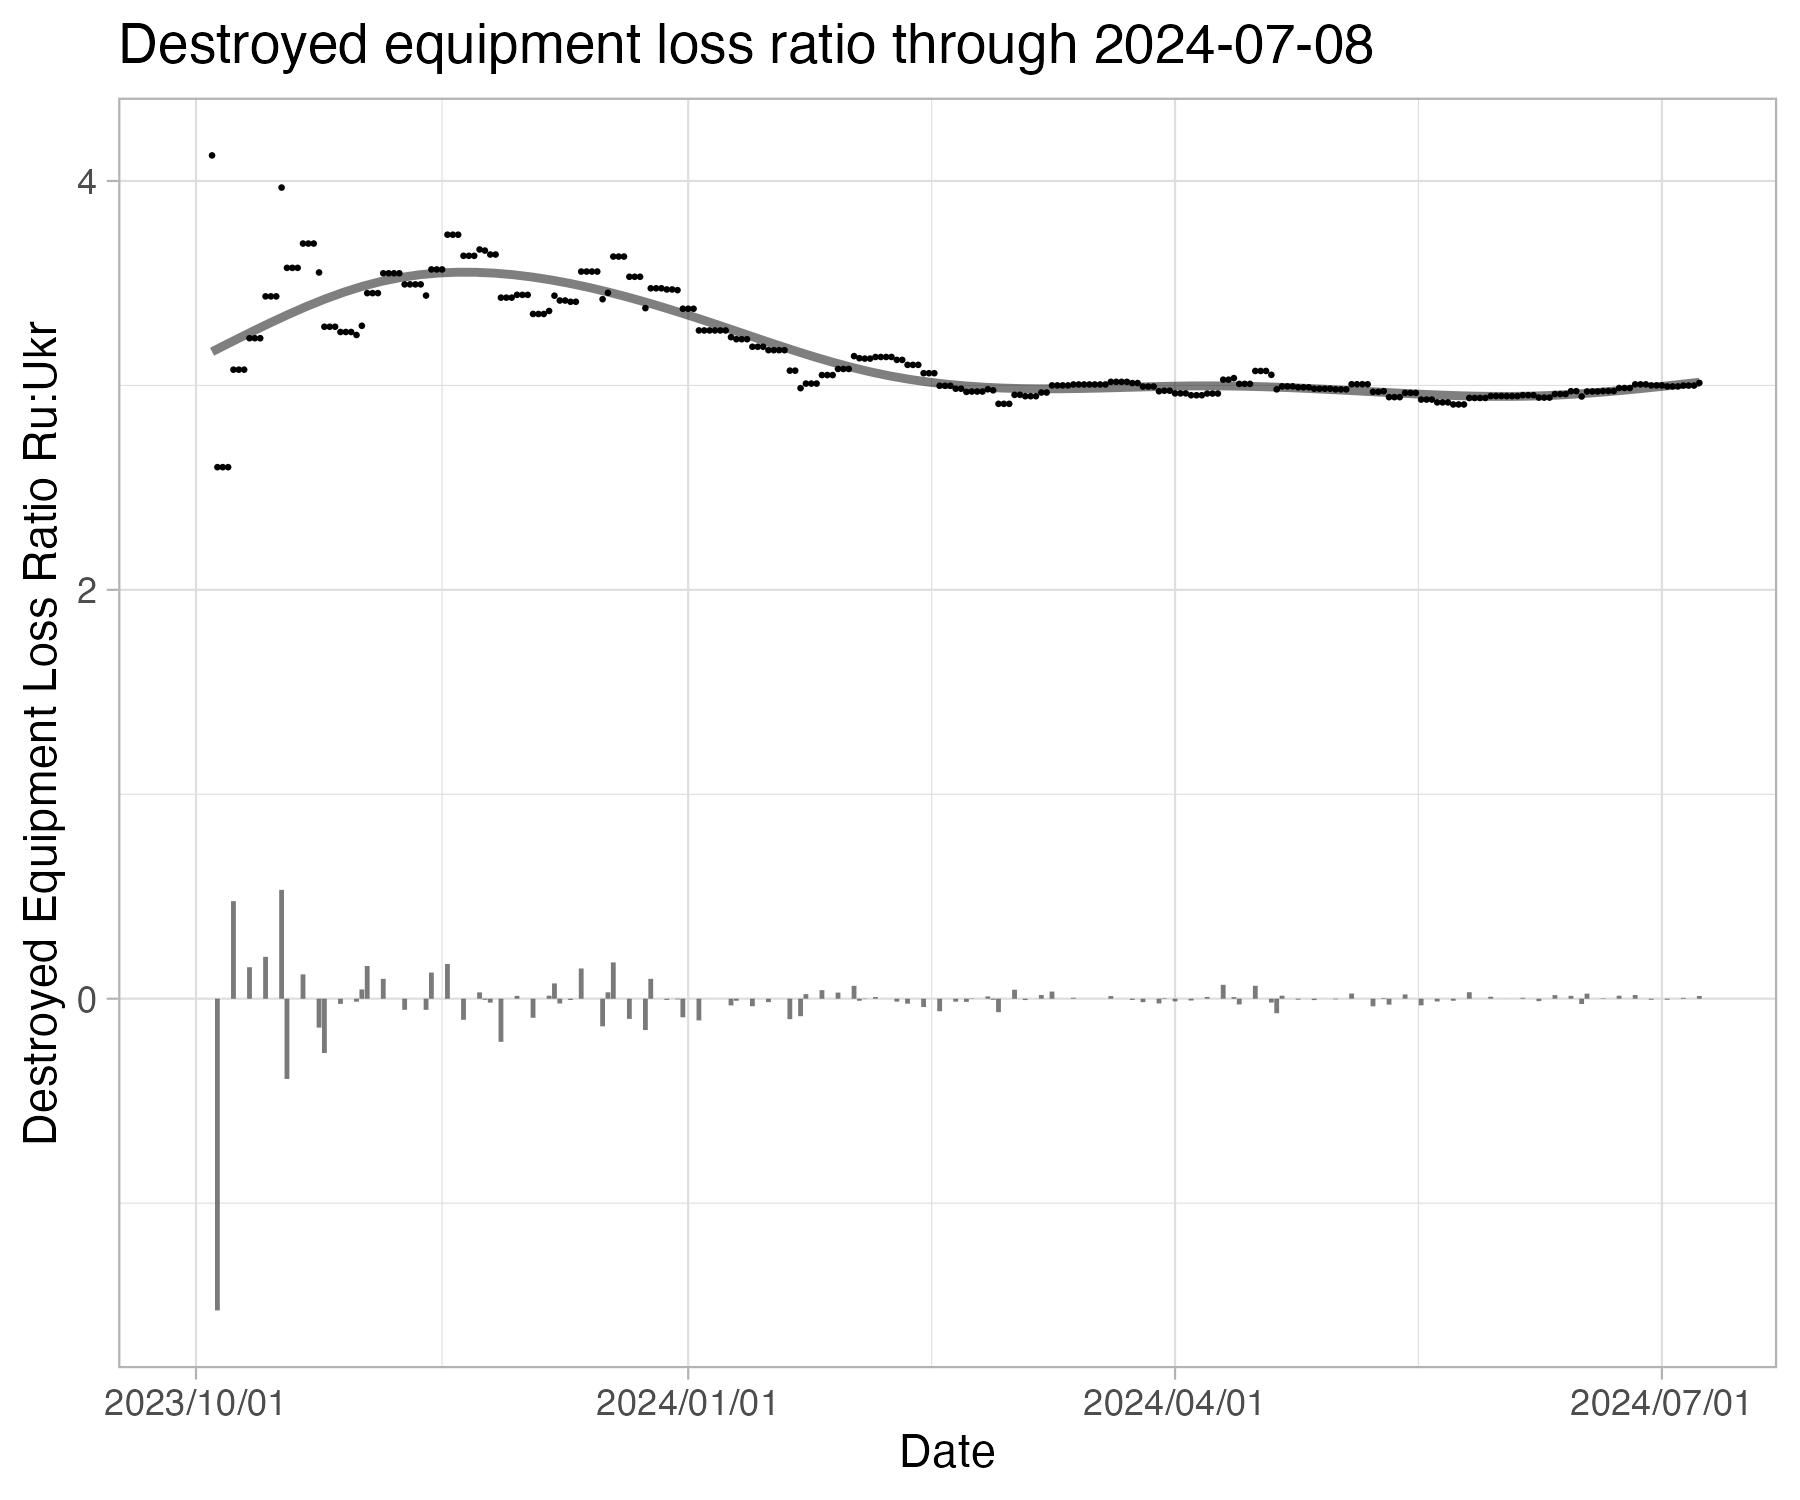 Destroyed equipment loss ratio through 2024-07-08
Destroyed Equipment Loss Ratio Ru:Ukr
4
2
0
2023/10/01
2024/01/01
2024/04/01
2024/07/01
Date